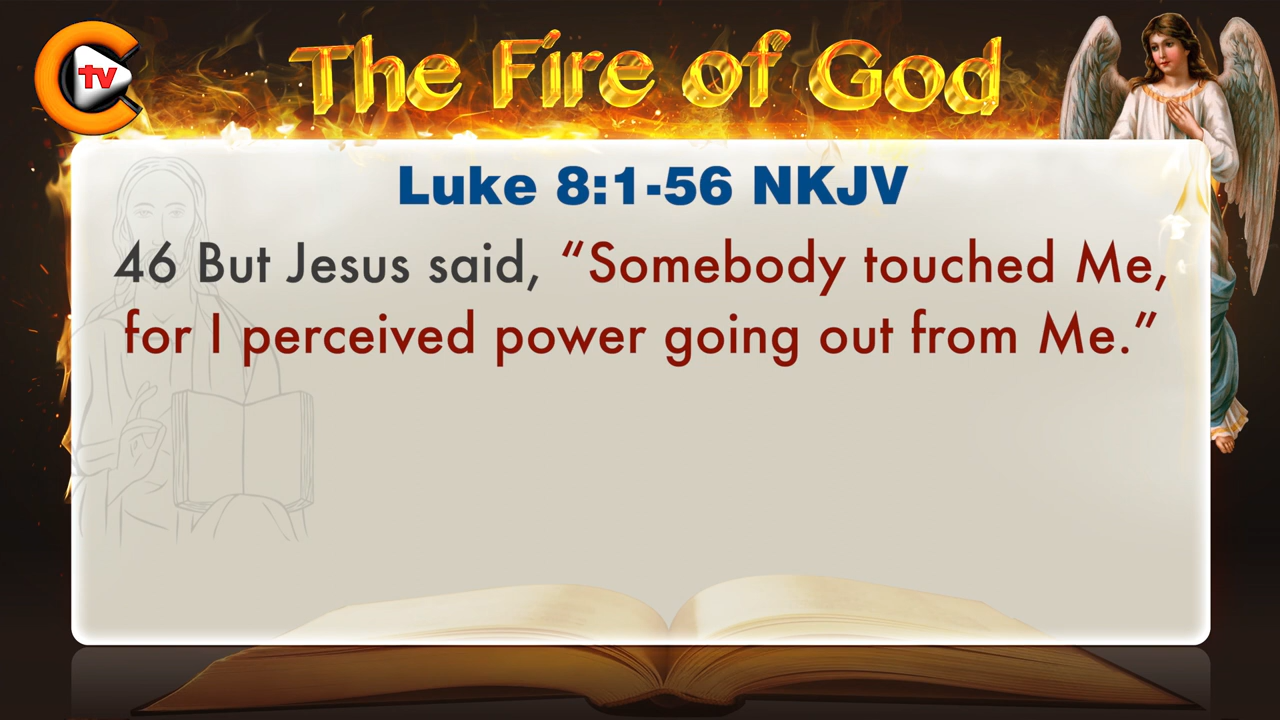 tv
The Fire of God
Luke 8:1-56 NKJV
46 But Jesus said, “Somebody touched Me,
for I perceived power going out from Me.”